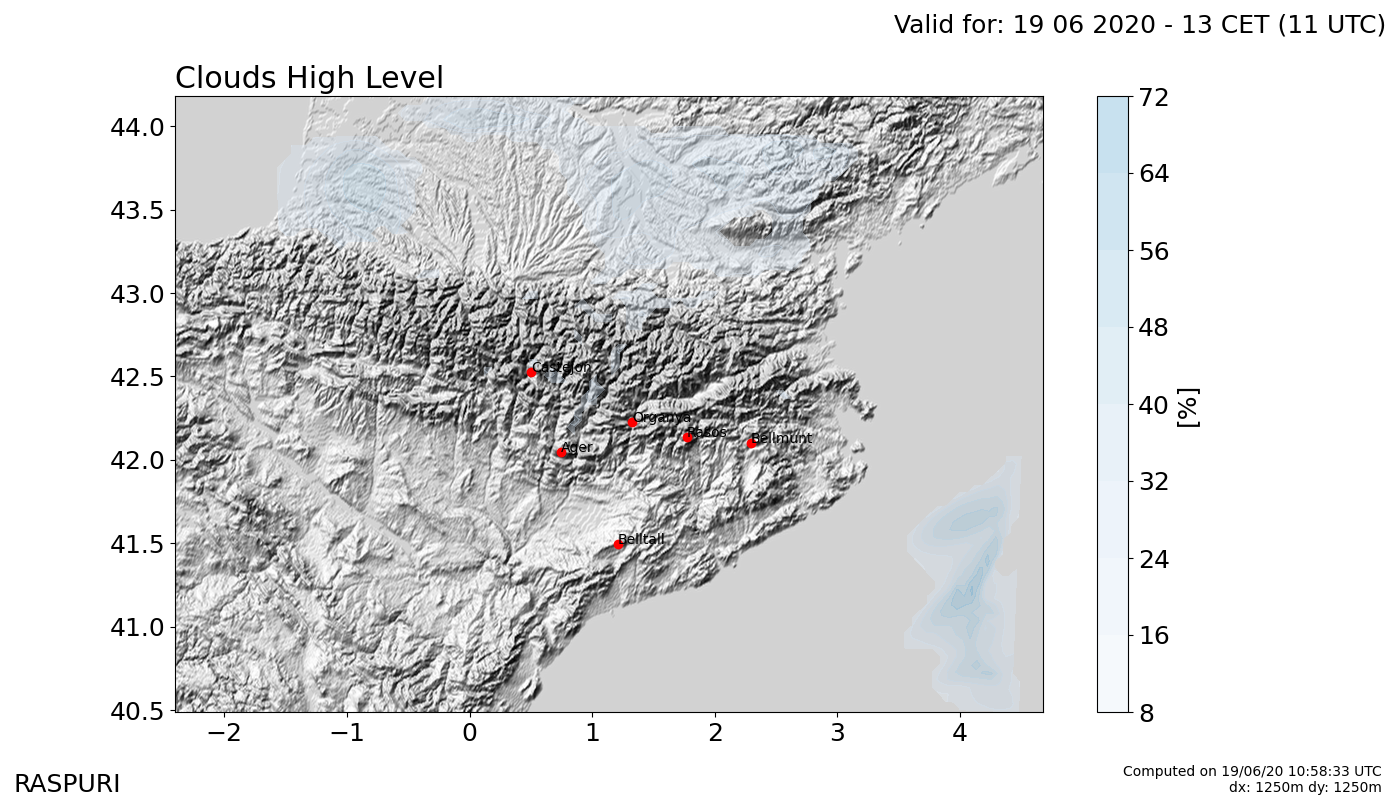 Valid for: 19 06 2020 - 13 CET (11 UTC)
Clouds High Level
44.0
43.5
43.0
42.5
42.0
41.5
41.0
40.5
−2
−1
0
1
2
3
4
Castejon
Organya
Rasos
Bellmunt
Ager
Belltall
72
64
56
48
40
32
24
16
8
[%]
RASPURI
Computed on 19/06/20 10:58:33 UTC
dx: 1250m dy: 1250m